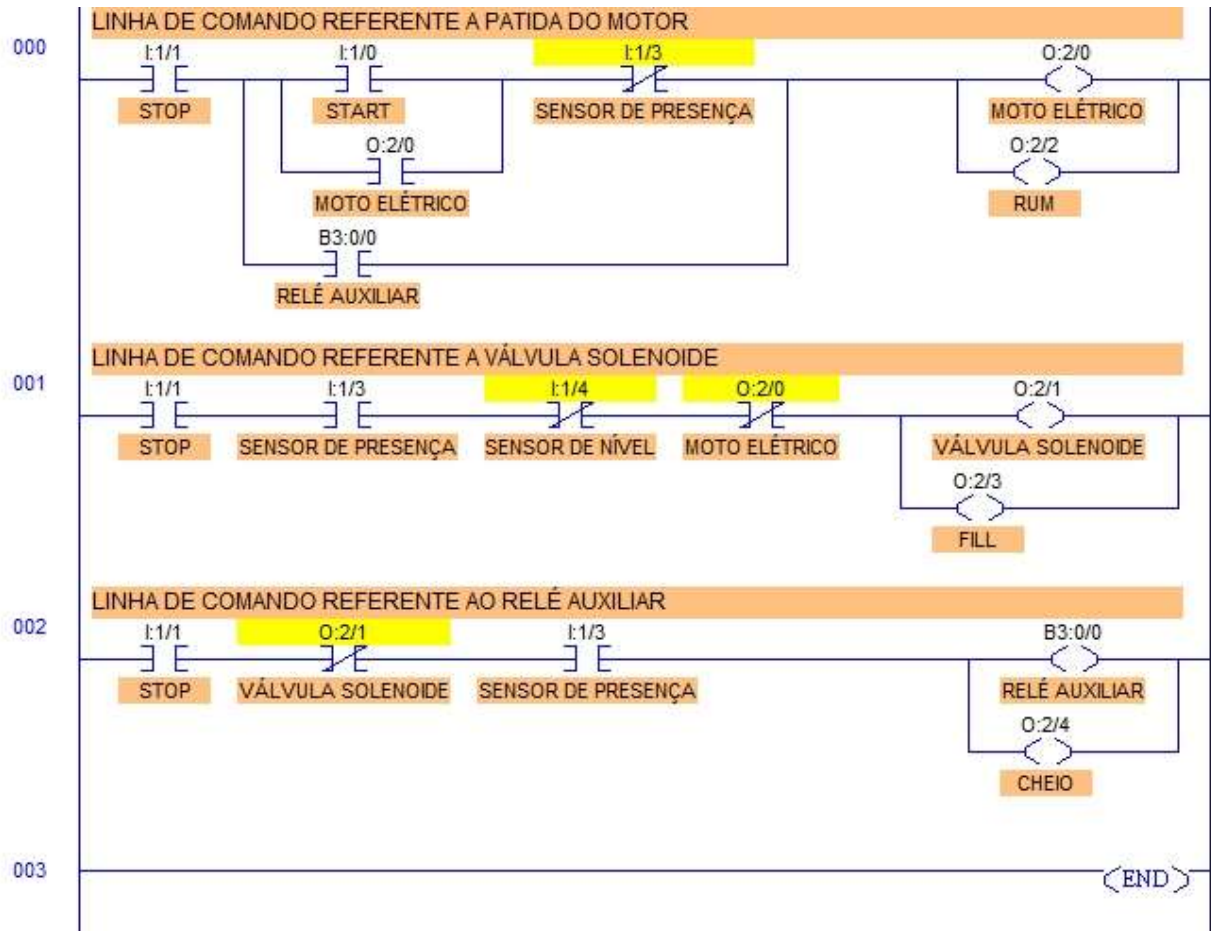 LINHA DE COMANDO REFERENTE A PATIDA DO MOTOR
000
I:1/1 I:1/0 I:1/3 O:2/0
STOP START SENSOR DE PRESENÇA MOTO ELÉTRICO
O:2/0 O:2/2
MOTO ELÉTRICO RUM
B3:0/0
RELÉ AUXILIAR
LINHA DE COMANDO REFERENTE A VÁLVULA SOLENOIDE
001
I:1/1 I:1/3 I:1/4 O:2/0 O:2/1
STOP SENSOR DE PRESENÇA SENSOR DE NÍVEL MOTO ELÉTRICO VÁLVULA SOLENOIDE
O:2/3
FILL
LINHA DE COMANDO REFERENTE AO RELÉ AUXILIAR
002
I:1/1 O:2/1 I:1/3 B3:0/0
STOP VÁLVULA SOLENOIDE SENSOR DE PRESENÇA RELÉ AUXILIAR
O:2/4
CHEIO
003
END